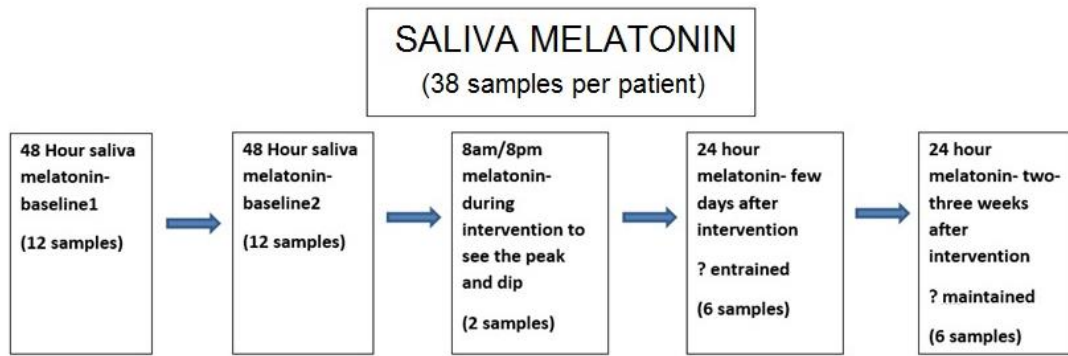 SALIVA MELATONIN
(38 samples per patient)
48 Hour saliva
melatonin-
baseline1
(12 samples)
48 Hour saliva
melatonin-
baseline2
(12 samples)
8am/8pm
melatonin-
during
intervention to
see the peak
and dip
(2 samples)
24 hour
melatonin- few
days after
intervention
? entrained
(6 samples)
24 hour
melatonin- two-
three weeks
after
intervention
? maintained
(6 samples)